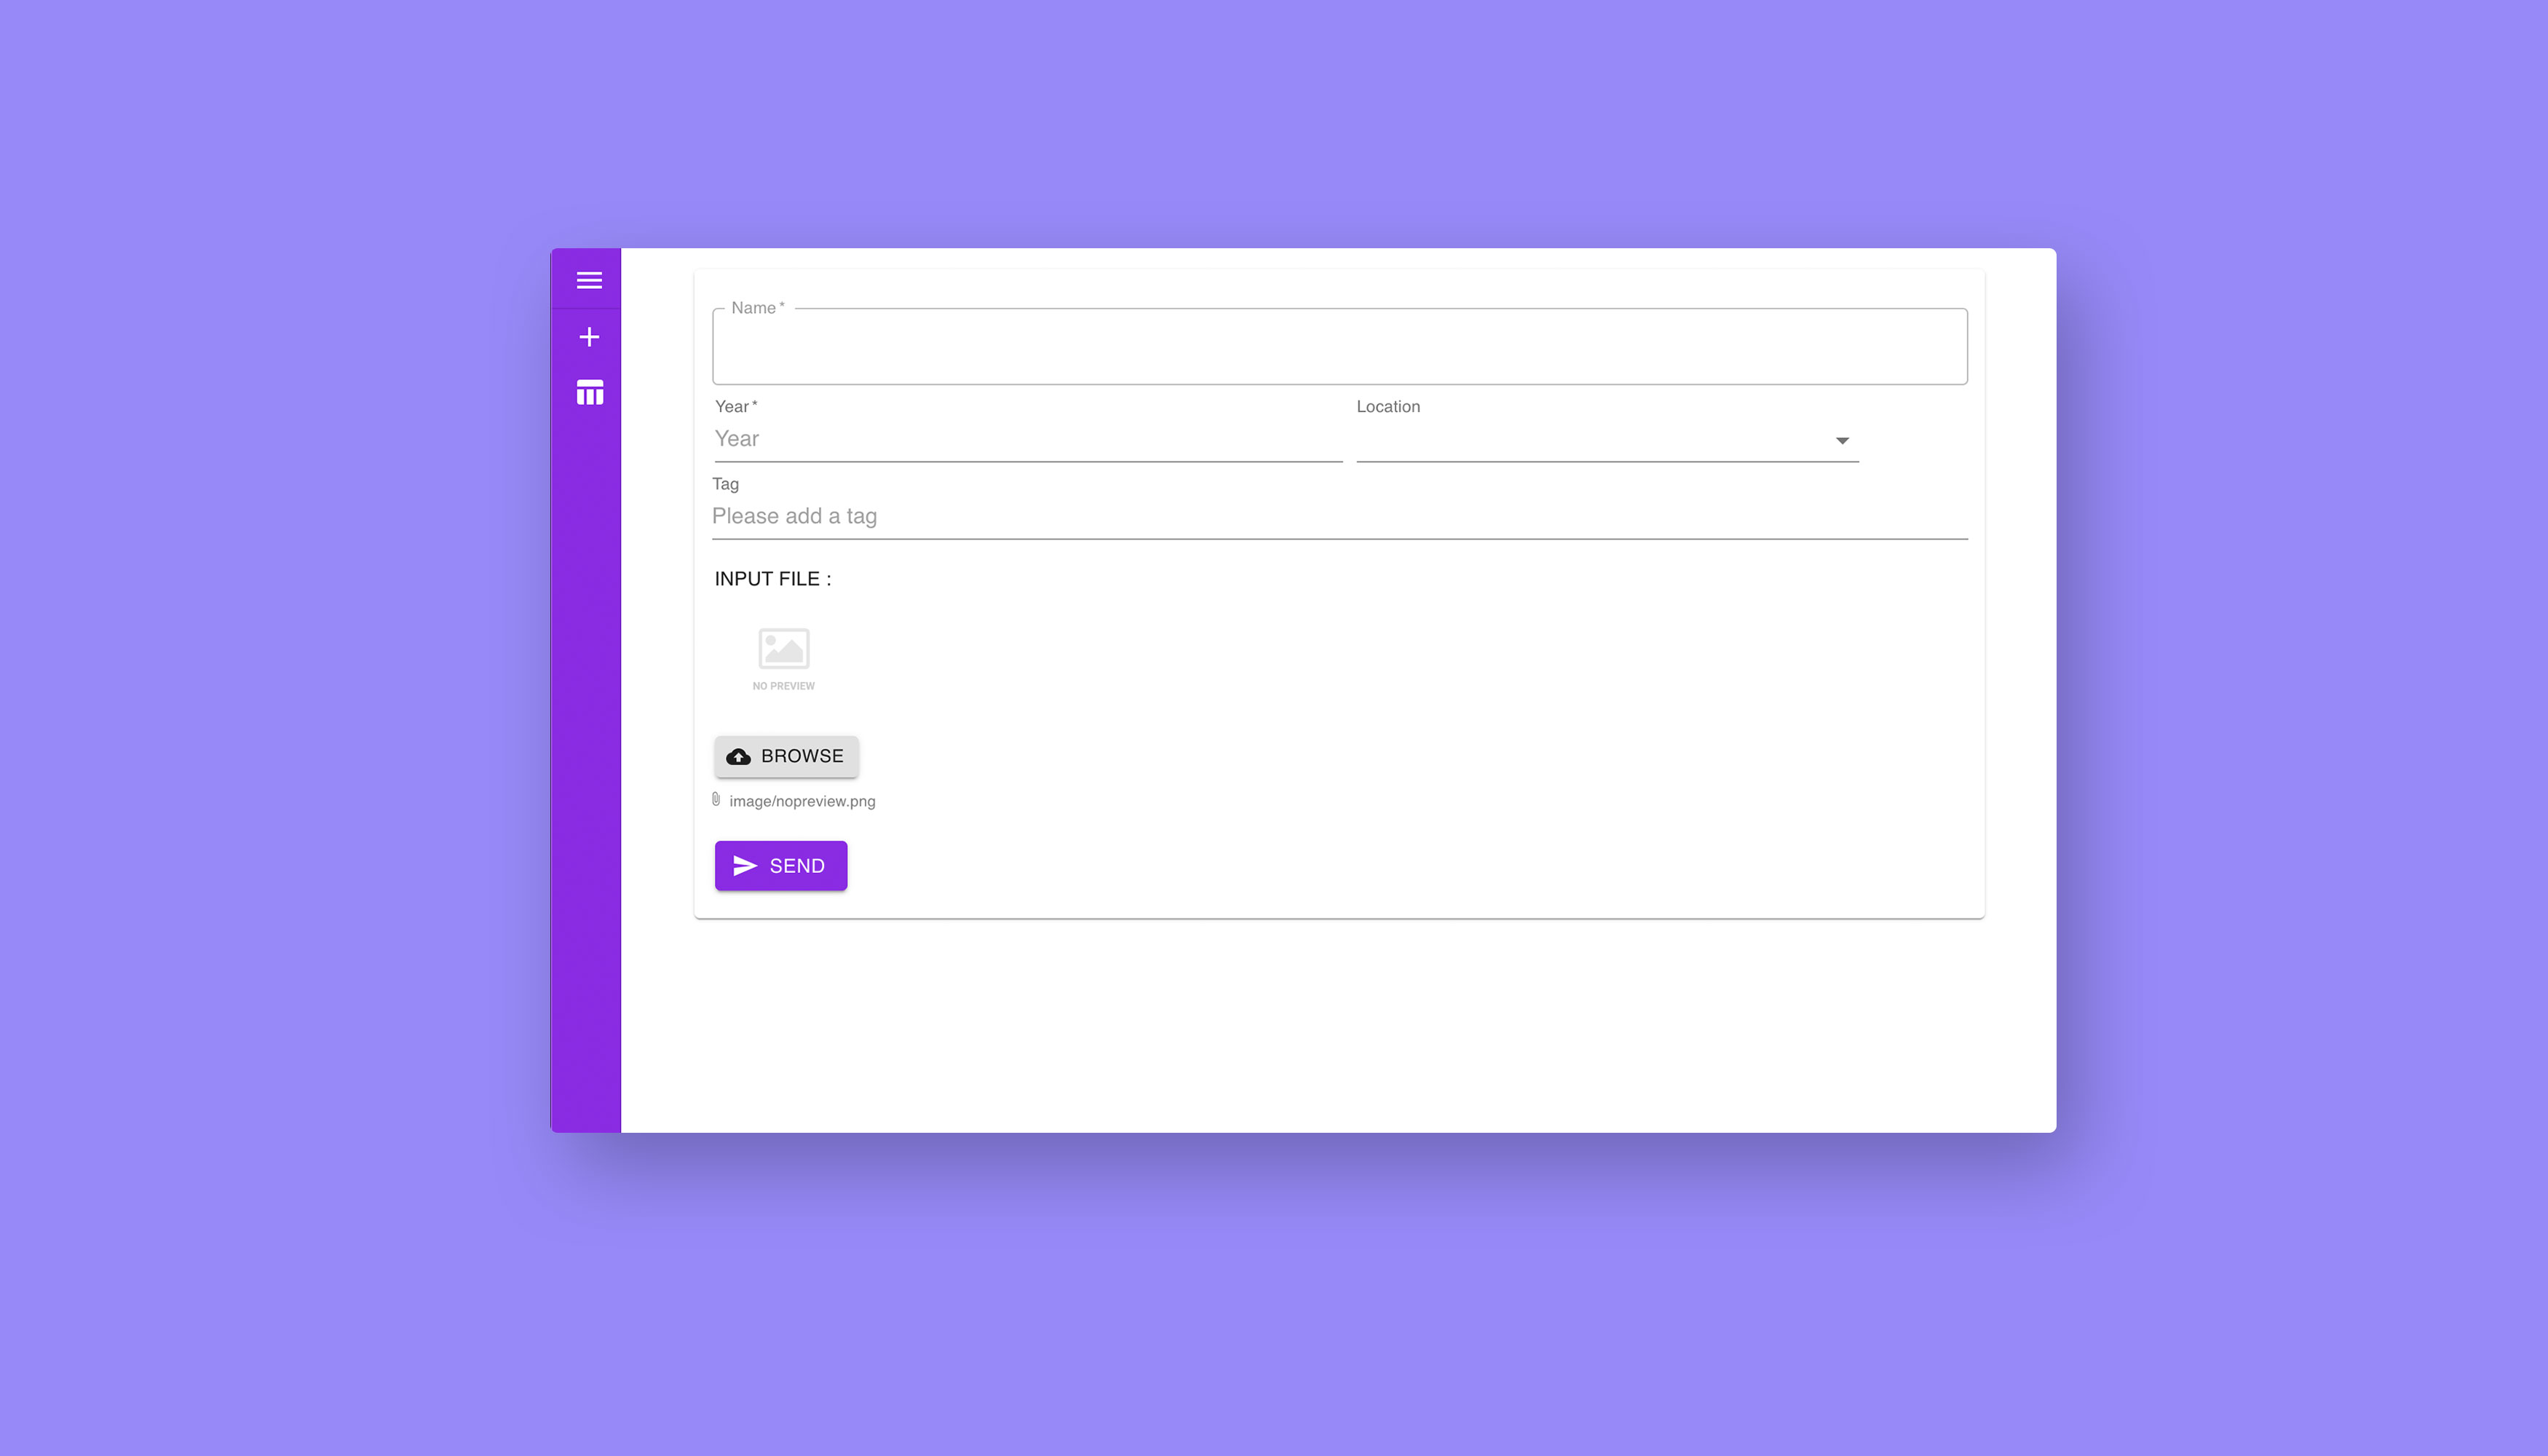 Name *
Year *
Location
Year
Tag
Please add a tag
INPUT FILE :
NO PREVIEW
BROWSE
image/nopreview.png
SEND